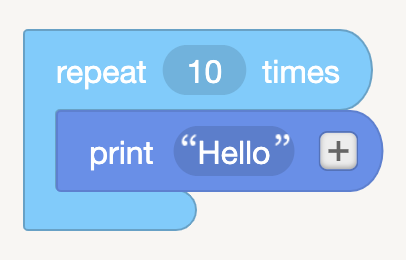 repeat 10 times
print “Hello” +